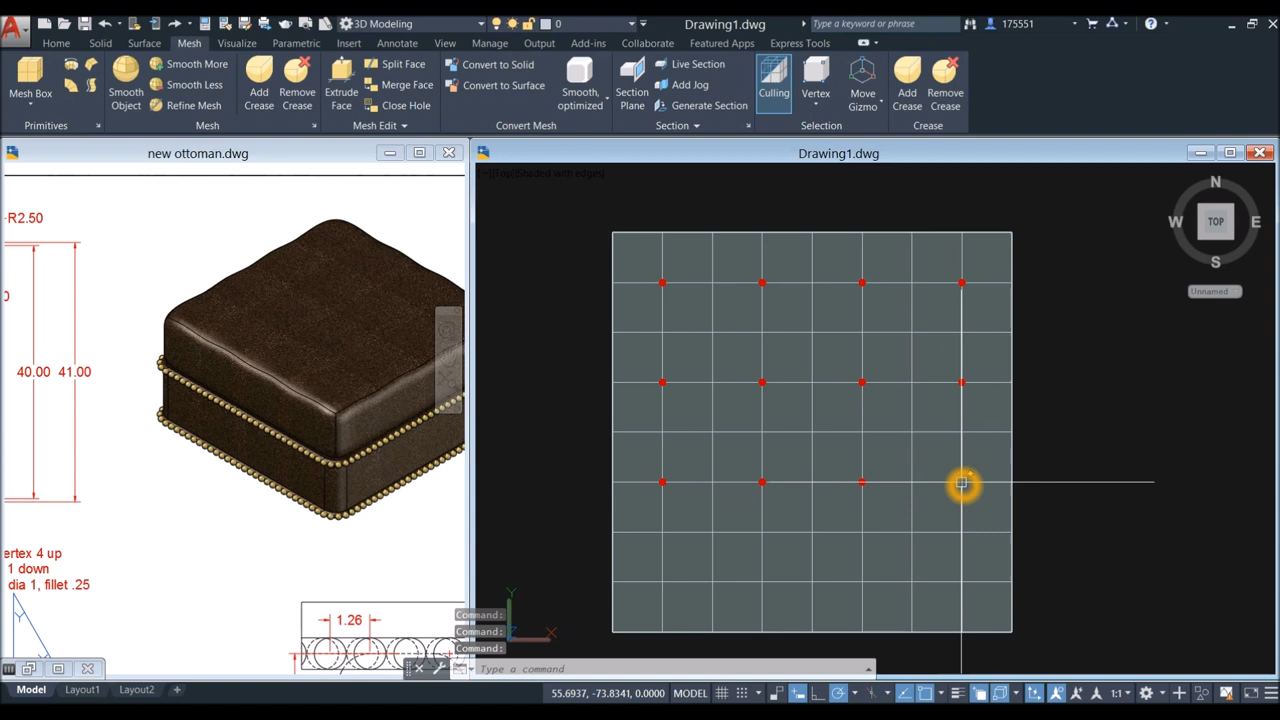 3D Modeling
0
Drawing1.dwg
Type a keyword or phrase
175551
Home Solid Surface Mesh Visualize Parametric Insert Annotate View Manage Output Add-ins Collaborate Featured Apps Express Tools
Mesh Box
Smooth Object
Smooth More
Smooth Less
Refine Mesh
Add Crease
Remove Crease
Extrude Face
Split Face
Merge Face
Close Hole
Convert to Solid
Convert to Surface
Smooth, optimized
Section Plane
Live Section
Add Jog
Generate Section
Culling
Vertex
Move Gizmo
Add Crease
Remove Crease
Primitives Mesh Mesh Edit Convert Mesh Section Selection Crease
new ottoman.dwg
Drawing1.dwg
[−][Top][Shaded with edges]
-R2.50
40.00 41.00
ertex 4 up
1 down
dia 1, fillet .25
1.26
N
W TOP E
S
Unnamed
Y
X
Command:
Command:
Command:
Type a command
Model Layout1 Layout2 +
55.6937, -73.8341, 0.0000 MODEL 1:1